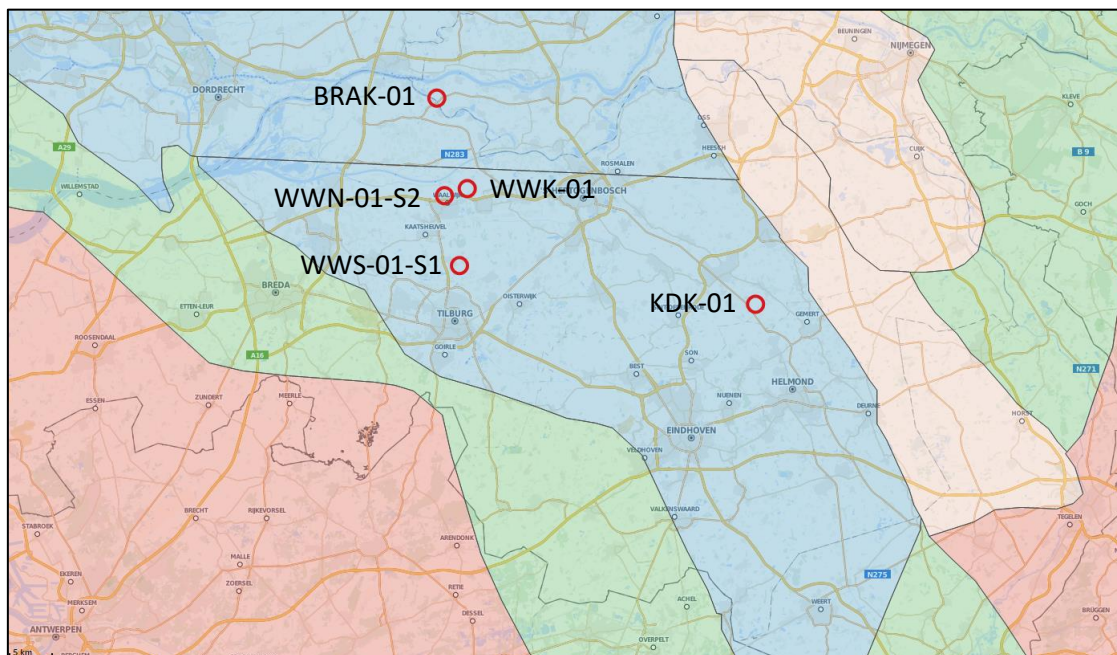 BEUNINGEN
NIJMEGEN
DORDRECHT
BRAK-01
KLEVE
OSS
A29
N283
HEESCH
CUIJK
B 9
ROSMALEN
WILLEMSTAD
WWN-01-S2
WWK-01
HERTOGENBOSCH
GOCH
KAATSHEUVEL
WWS-01-S1
BREDA
OISTERWIJK
KDK-01
ETTEN-LEUR
TILBURG
GEMERT
ROOSENDAAL
GOIRLE
A16
SON
BEST
N271
HELMOND
ESSEN
ZUNDERT
MEERLE
NUENEN
DEURNE
HORST
EINDHOVEN
VELDHOVEN
BRECHT
RIJKEVORSEL
VALKENSWAARD
TEGELEN
STABROEK
ARENDONK
MALLE
N275
EKEREN
ZOERSEL
RETIE
MERKSEM
ACHEL
WEERT
DESSEL
BRÜGGEN
ANTWERPEN
OVERPELT
5 km